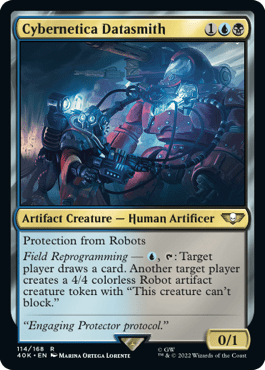 Cybernetica Datasmith 1
Artifact Creature — Human Artificer
Protection from Robots
Field Reprogramming — , : Target
player draws a card. Another target player
creates a 4/4 colorless Robot artifact
creature token with “This creature can’t
block.”
“Engaging Protector protocol.”
0/1
114/168 R
40K • EN Marina Ortega Lorente
© GW
™ & © 2022 Wizards of the Coast